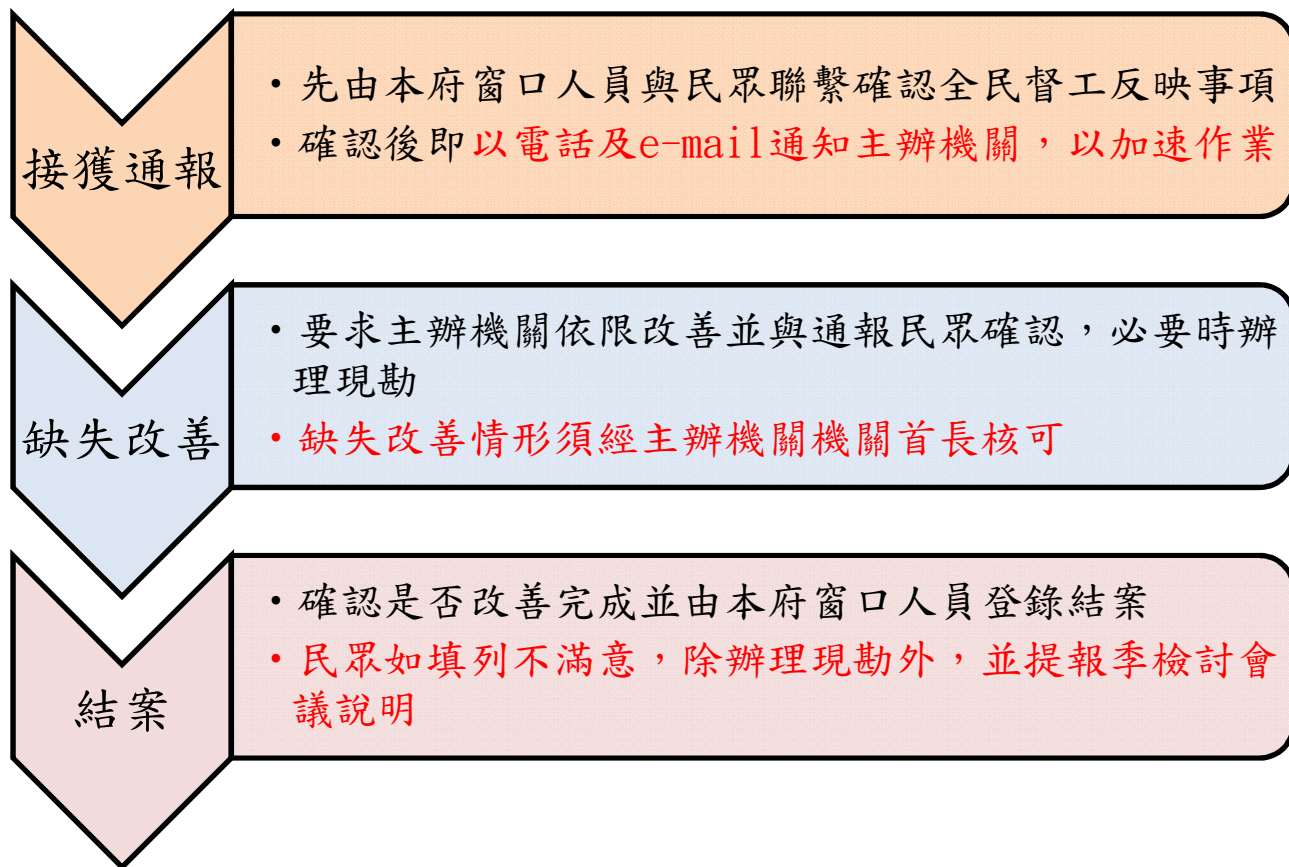 接獲通報
・先由本府窗口人員與民眾聯繫確認全民督工反映事項
・確認後即以電話及e-mail通知主辦機關，以加速作業
缺失改善
・要求主辦機關依限改善並與通報民眾確認，必要時辦
理現勘
・缺失改善情形須經主辦機關機關首長核可
結案
・確認是否改善完成並由本府窗口人員登錄結案
・民眾如填列不滿意，除辦理現勘外，並提報季檢討會
議說明